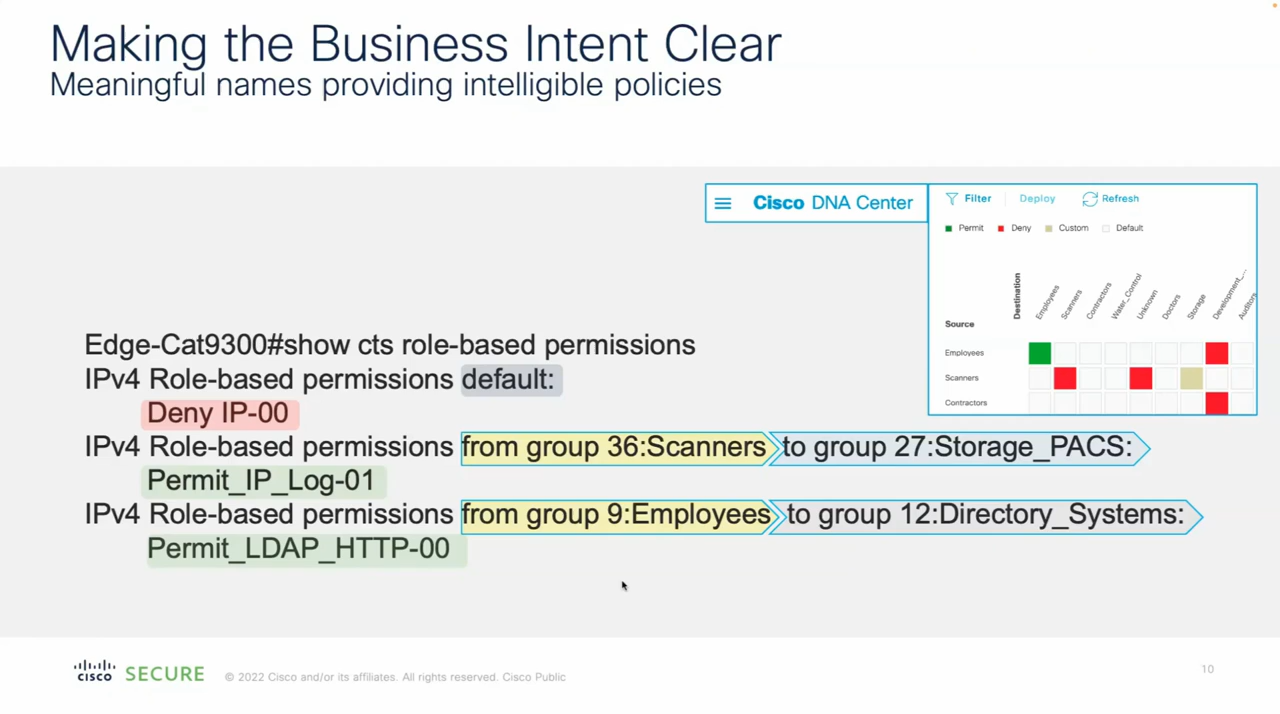 Making the Business Intent Clear
Meaningful names providing intelligible policies
Cisco DNA Center
Filter Deploy Refresh
Permit Deny Custom Default
Destination
Employees
Scanners
Contractors
Water_Control
Unknown
Doctors
Storage
Development_...
Auditors
Source
Employees
Scanners
Contractors
Edge-Cat9300#show cts role-based permissions
IPv4 Role-based permissions default:
Deny IP-00
IPv4 Role-based permissions from group 36:Scanners to group 27:Storage_PACS:
Permit_IP_Log-01
IPv4 Role-based permissions from group 9:Employees to group 12:Directory_Systems:
Permit_LDAP_HTTP-00
cisco SECURE © 2022 Cisco and/or its affiliates. All rights reserved. Cisco Public
10